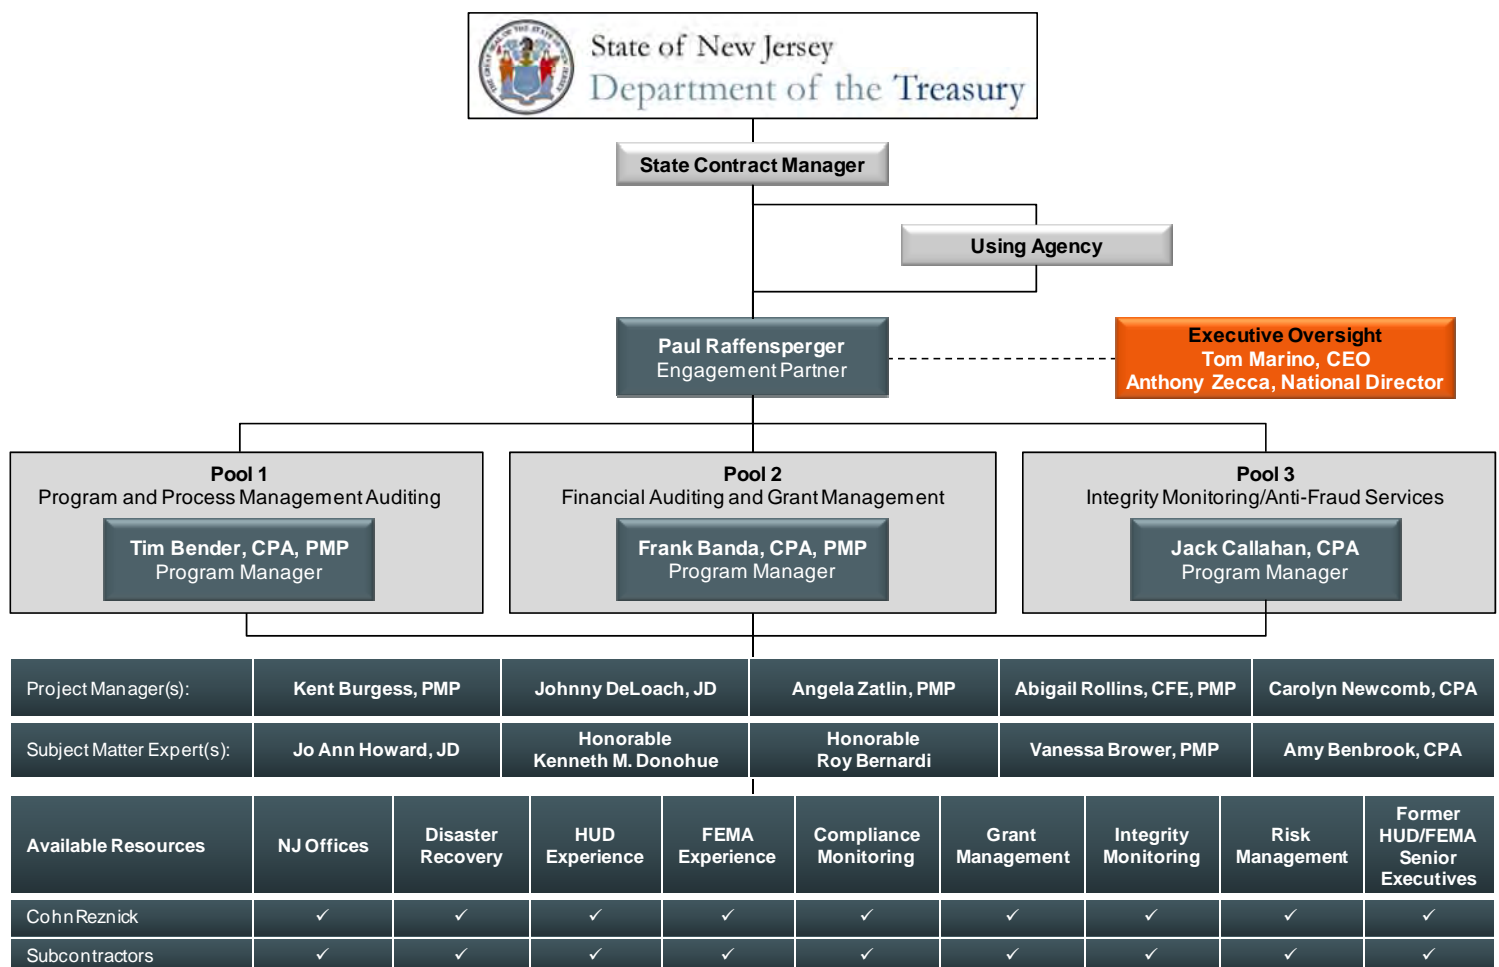 State of New Jersey
Department of the Treasury
State Contract Manager
Using Agency
Paul Raffensperger
Engagement Partner
Executive Oversight
Tom Marino, CEO
Anthony Zecca, National Director
Pool 1
Program and Process Management Auditing
Tim Bender, CPA, PMP
Program Manager
Pool 2
Financial Auditing and Grant Management
Frank Banda, CPA, PMP
Program Manager
Pool 3
Integrity Monitoring/Anti-Fraud Services
Jack Callahan, CPA
Program Manager
Project Manager(s): Kent Burgess, PMP Johnny DeLoach, JD Angela Zatlin, PMP Abigail Rollins, CFE, PMP Carolyn Newcomb, CPA
Subject Matter Expert(s): Jo Ann Howard, JD
Honorable
Kenneth M. Donohue
Honorable
Roy Bernardi
Vanessa Brower, PMP
Amy Benbrook, CPA
Available Resources
NJ Offices
Disaster
Recovery
HUD
Experience
FEMA
Experience
Compliance
Monitoring
Grant
Management
Integrity
Monitoring
Risk
Management
Former
HUD/FEMA
Senior
Executives
CohnReznick ✓ ✓ ✓ ✓ ✓ ✓ ✓ ✓ ✓
Subcontractors ✓ ✓ ✓ ✓ ✓ ✓ ✓ ✓ ✓